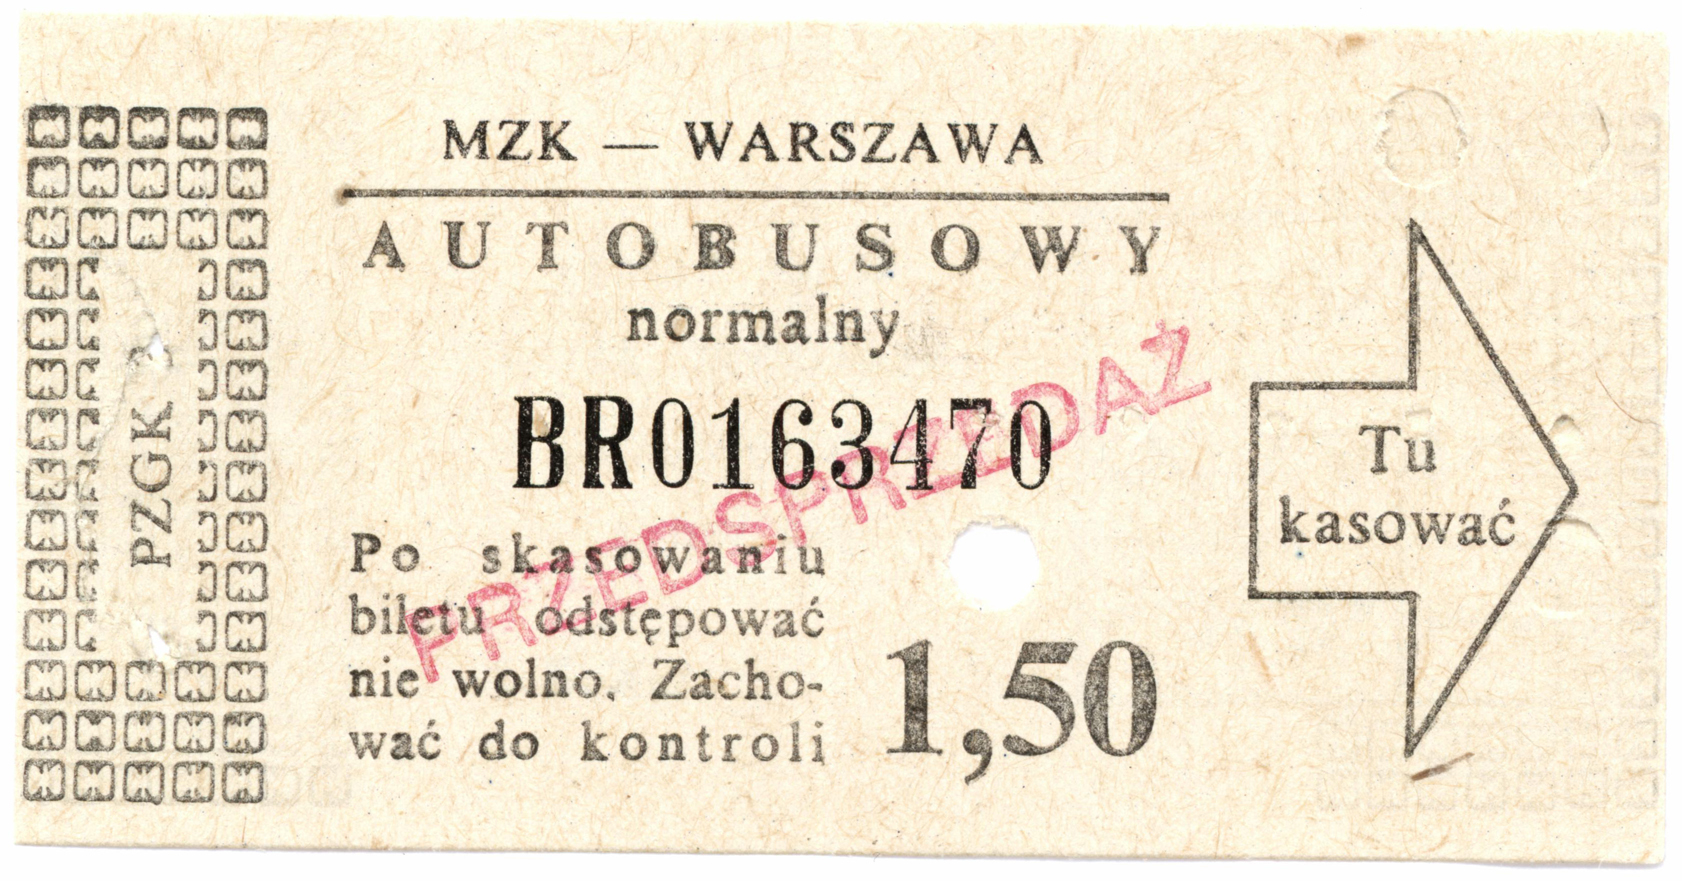 MZK — WARSZAWA
AUTOBUSOWY
normalny
BR0163470
PRZEDSPRZEDAŻ
Po skasowaniu
biletu odstępować
nie wolno. Zacho-
wać do kontroli
1,50
Tu
kasować
PZGK